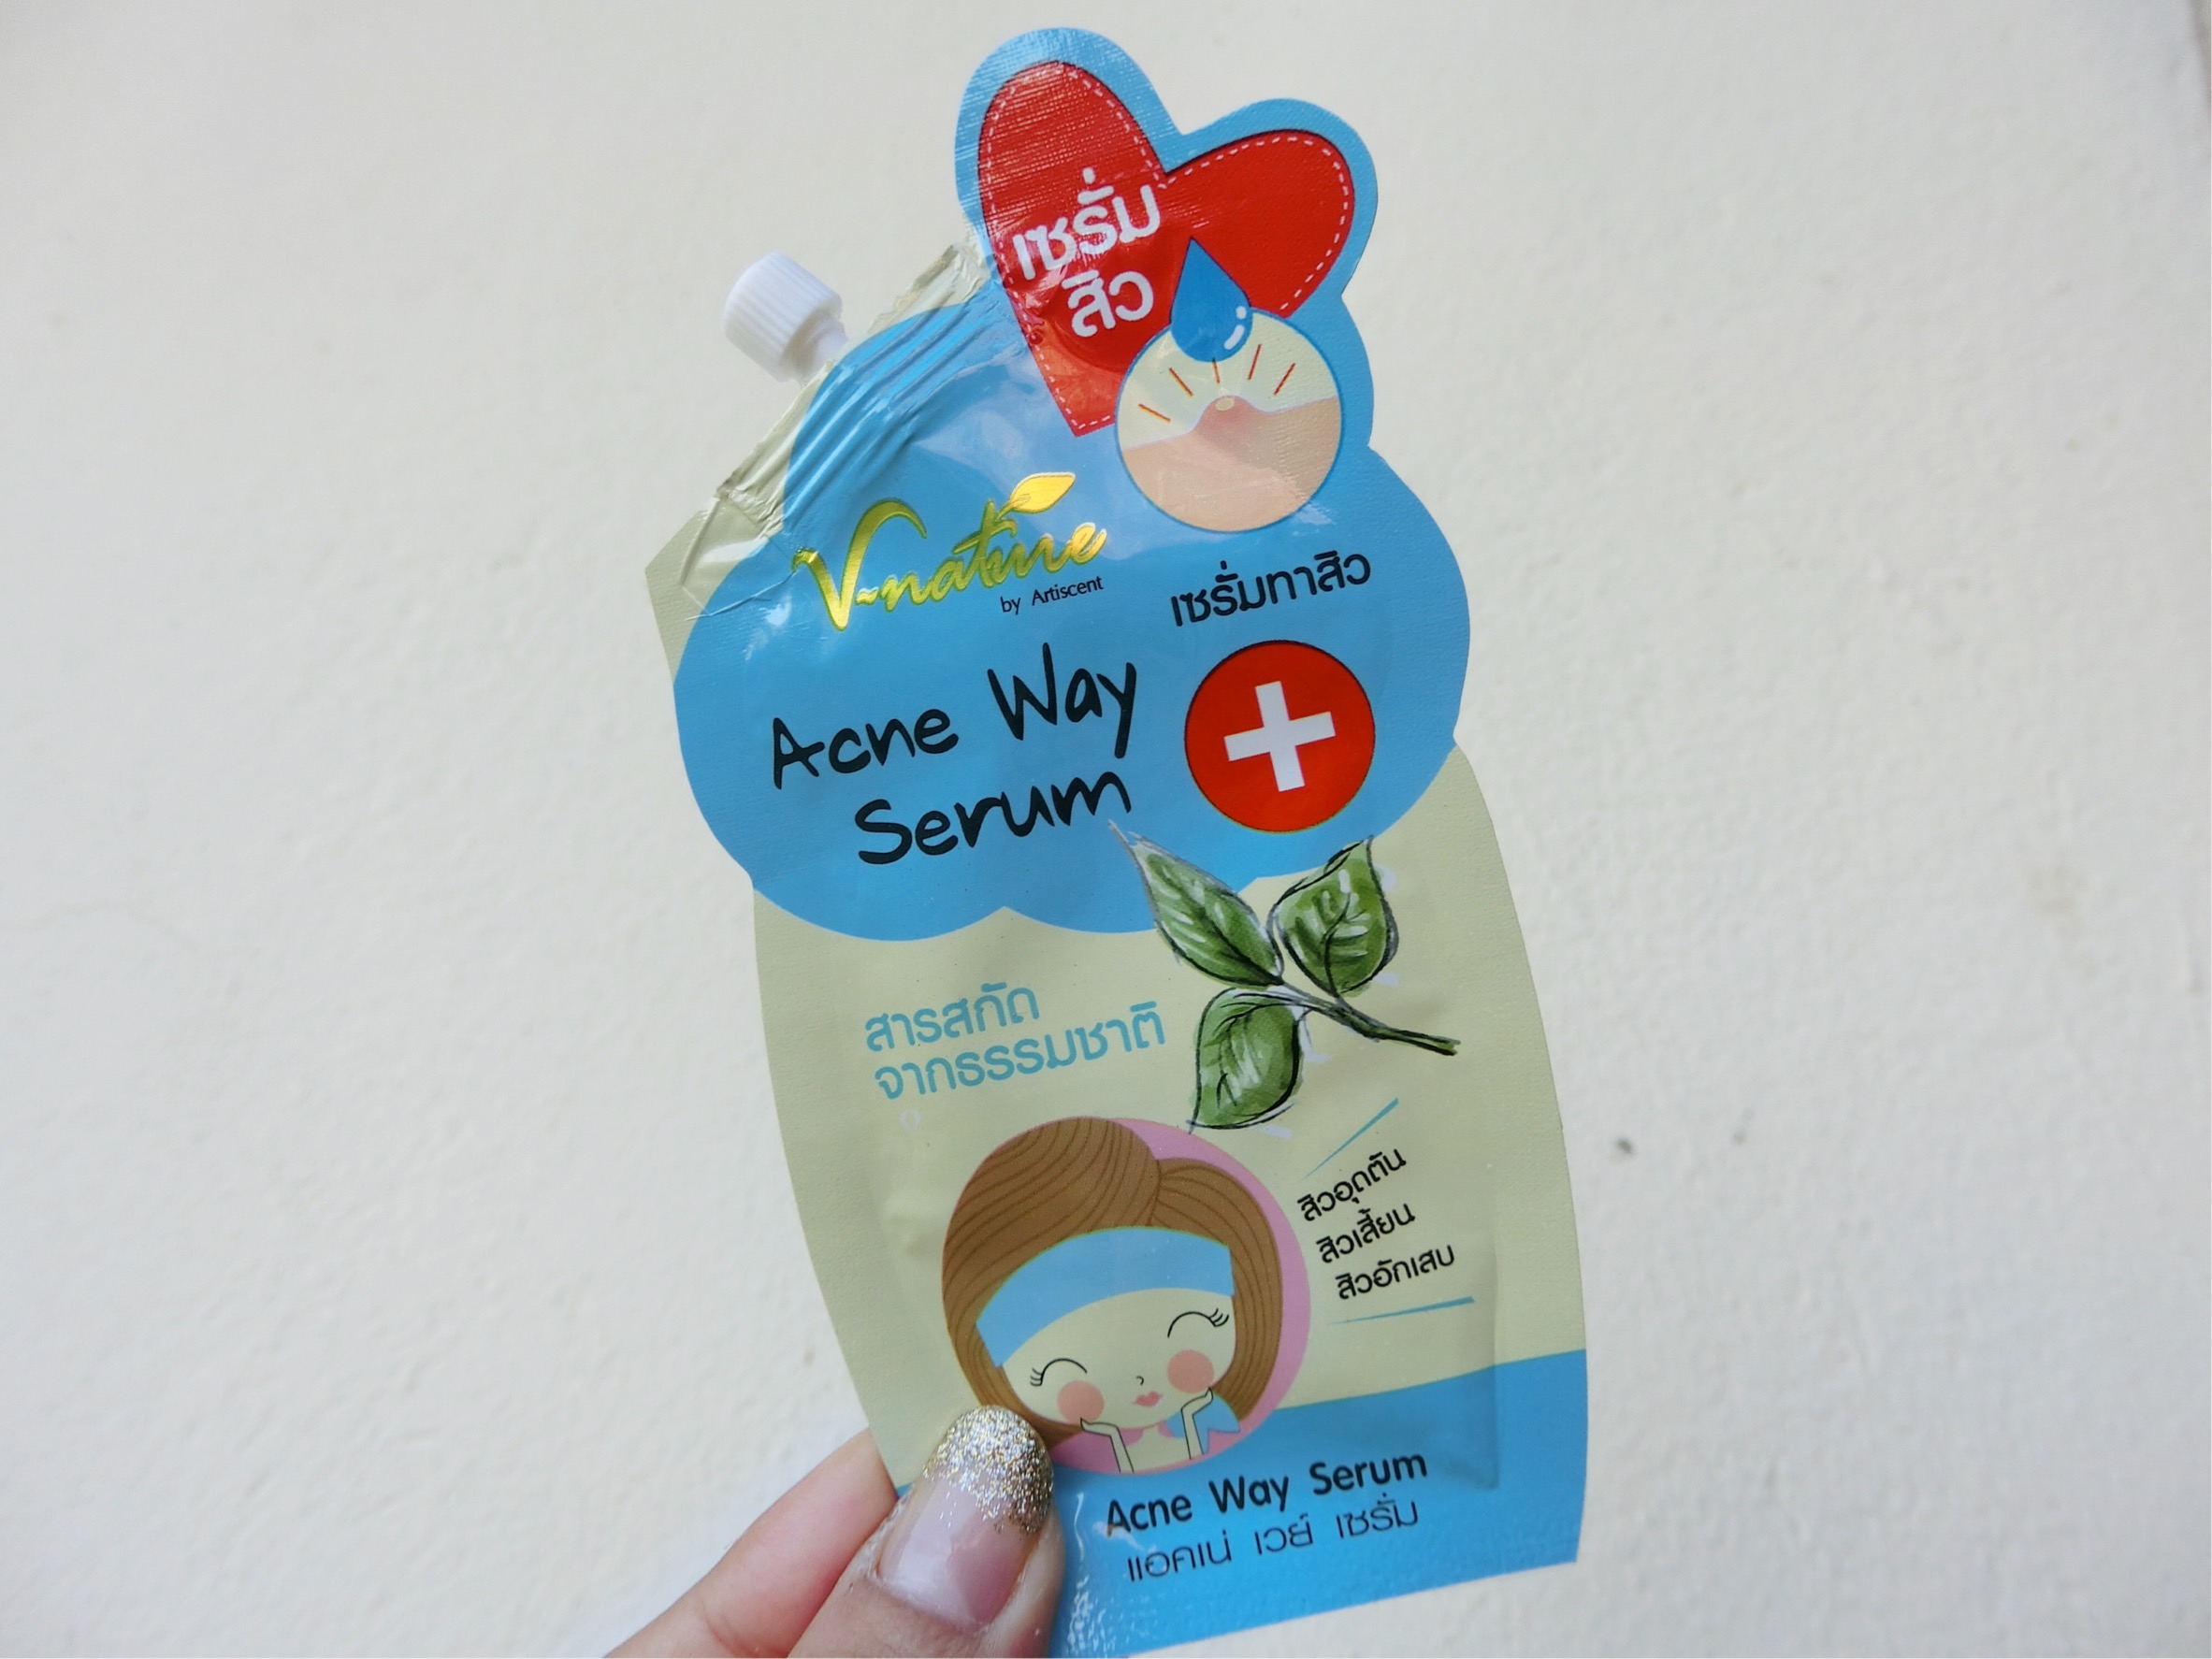 เซรั่ม
สิว
V-nature
by Artiscent
เซรั่มทาสิว
Acne Way
Serum
สารสกัด
จากธรรมชาติ
สิวอุดตัน
สิวเสี้ยน
สิวอักเสบ
Acne Way Serum
แอคเน่ เวย์ เซรั่ม